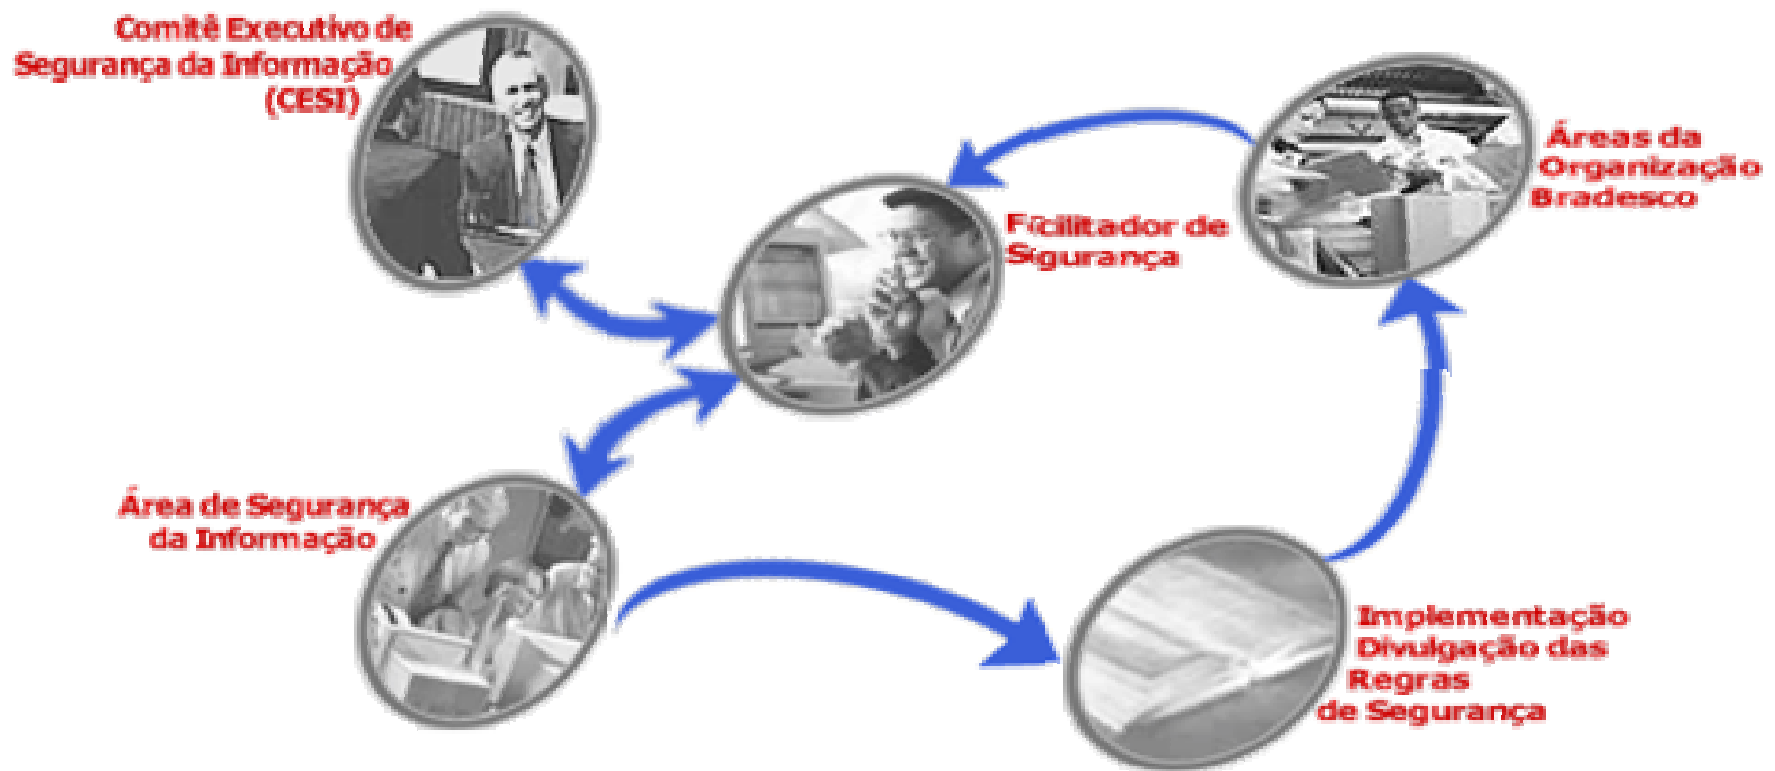 Comitê Executivo de
Segurança da Informação
(CESI)
Áreas da
Organização
Bradesco
Facilitador de
Sigurança
Área de Segurança
da Informação
Implementação
Divulgação das
Regras
de Segurança